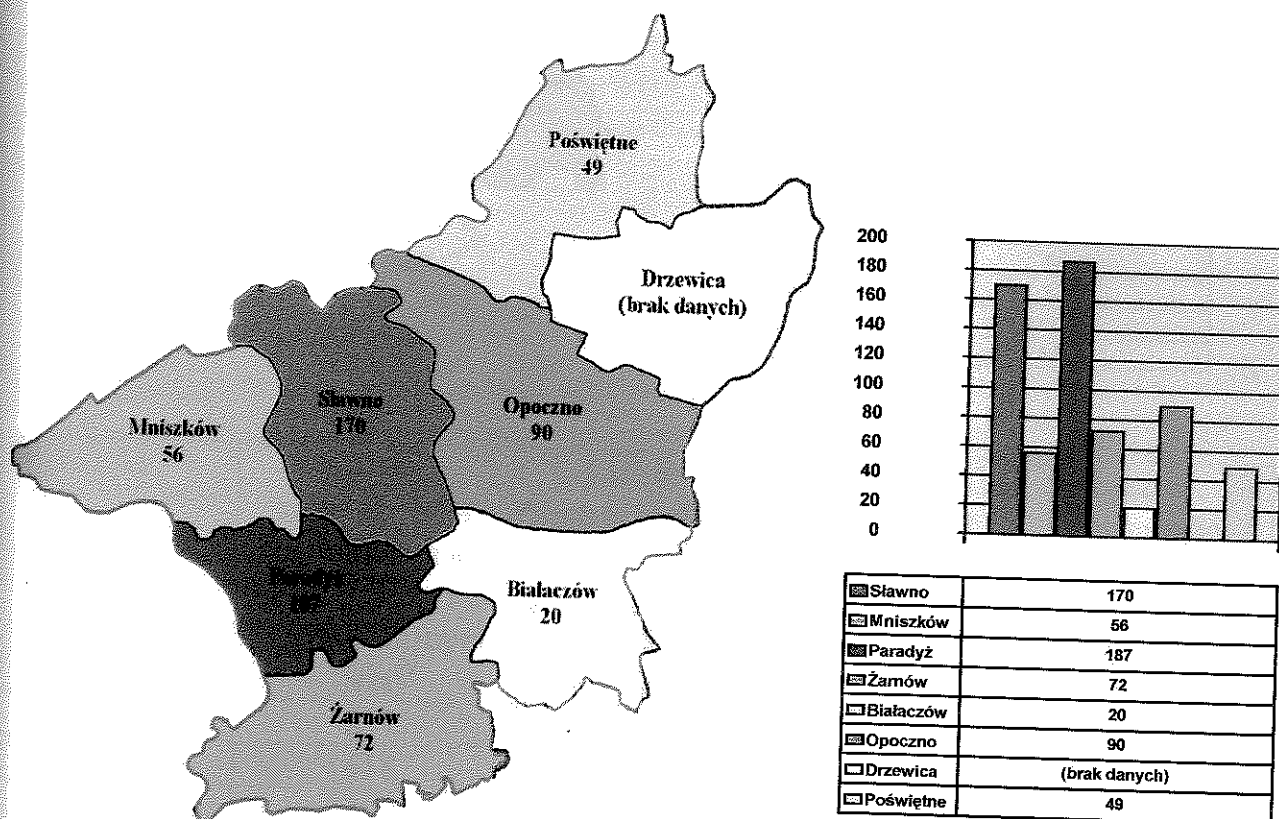 Poświętne
49
Drzewica
(brak danych)
Sławno
170
Opoczno
90
Mniszków
56
Paradyż
187
Białaczów
20
Żarnów
72
200
180
160
140
120
100
80
60
40
20
0
Sławno 170
Mniszków 56
Paradyż 187
Żarnów 72
Białaczów 20
Opoczno 90
Drzewica (brak danych)
Poświętne 49